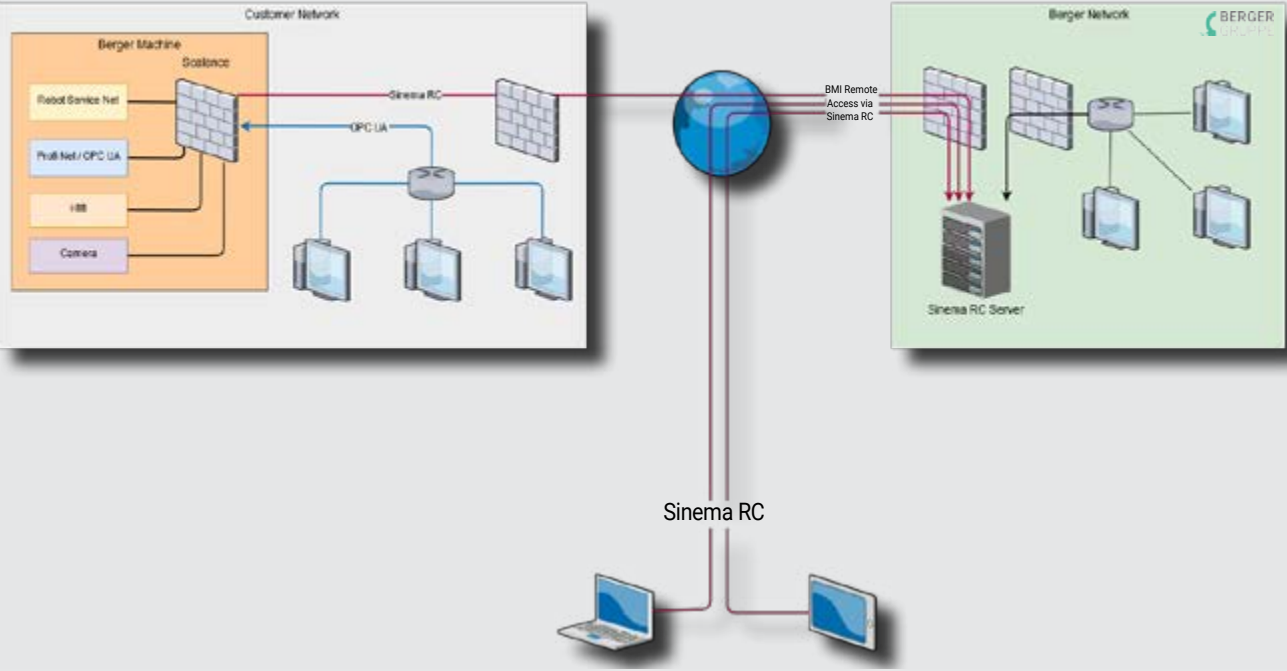 Customer Network
Berger Machine
Scalance
Robot Service Net
Profi Net / OPC UA
Camera
Sinema RC
OPC UA
BMI Remote
Access via
Sinema RC
Berger Network
BERGER
GRUPPE
Sinema RC Server
Sinema RC